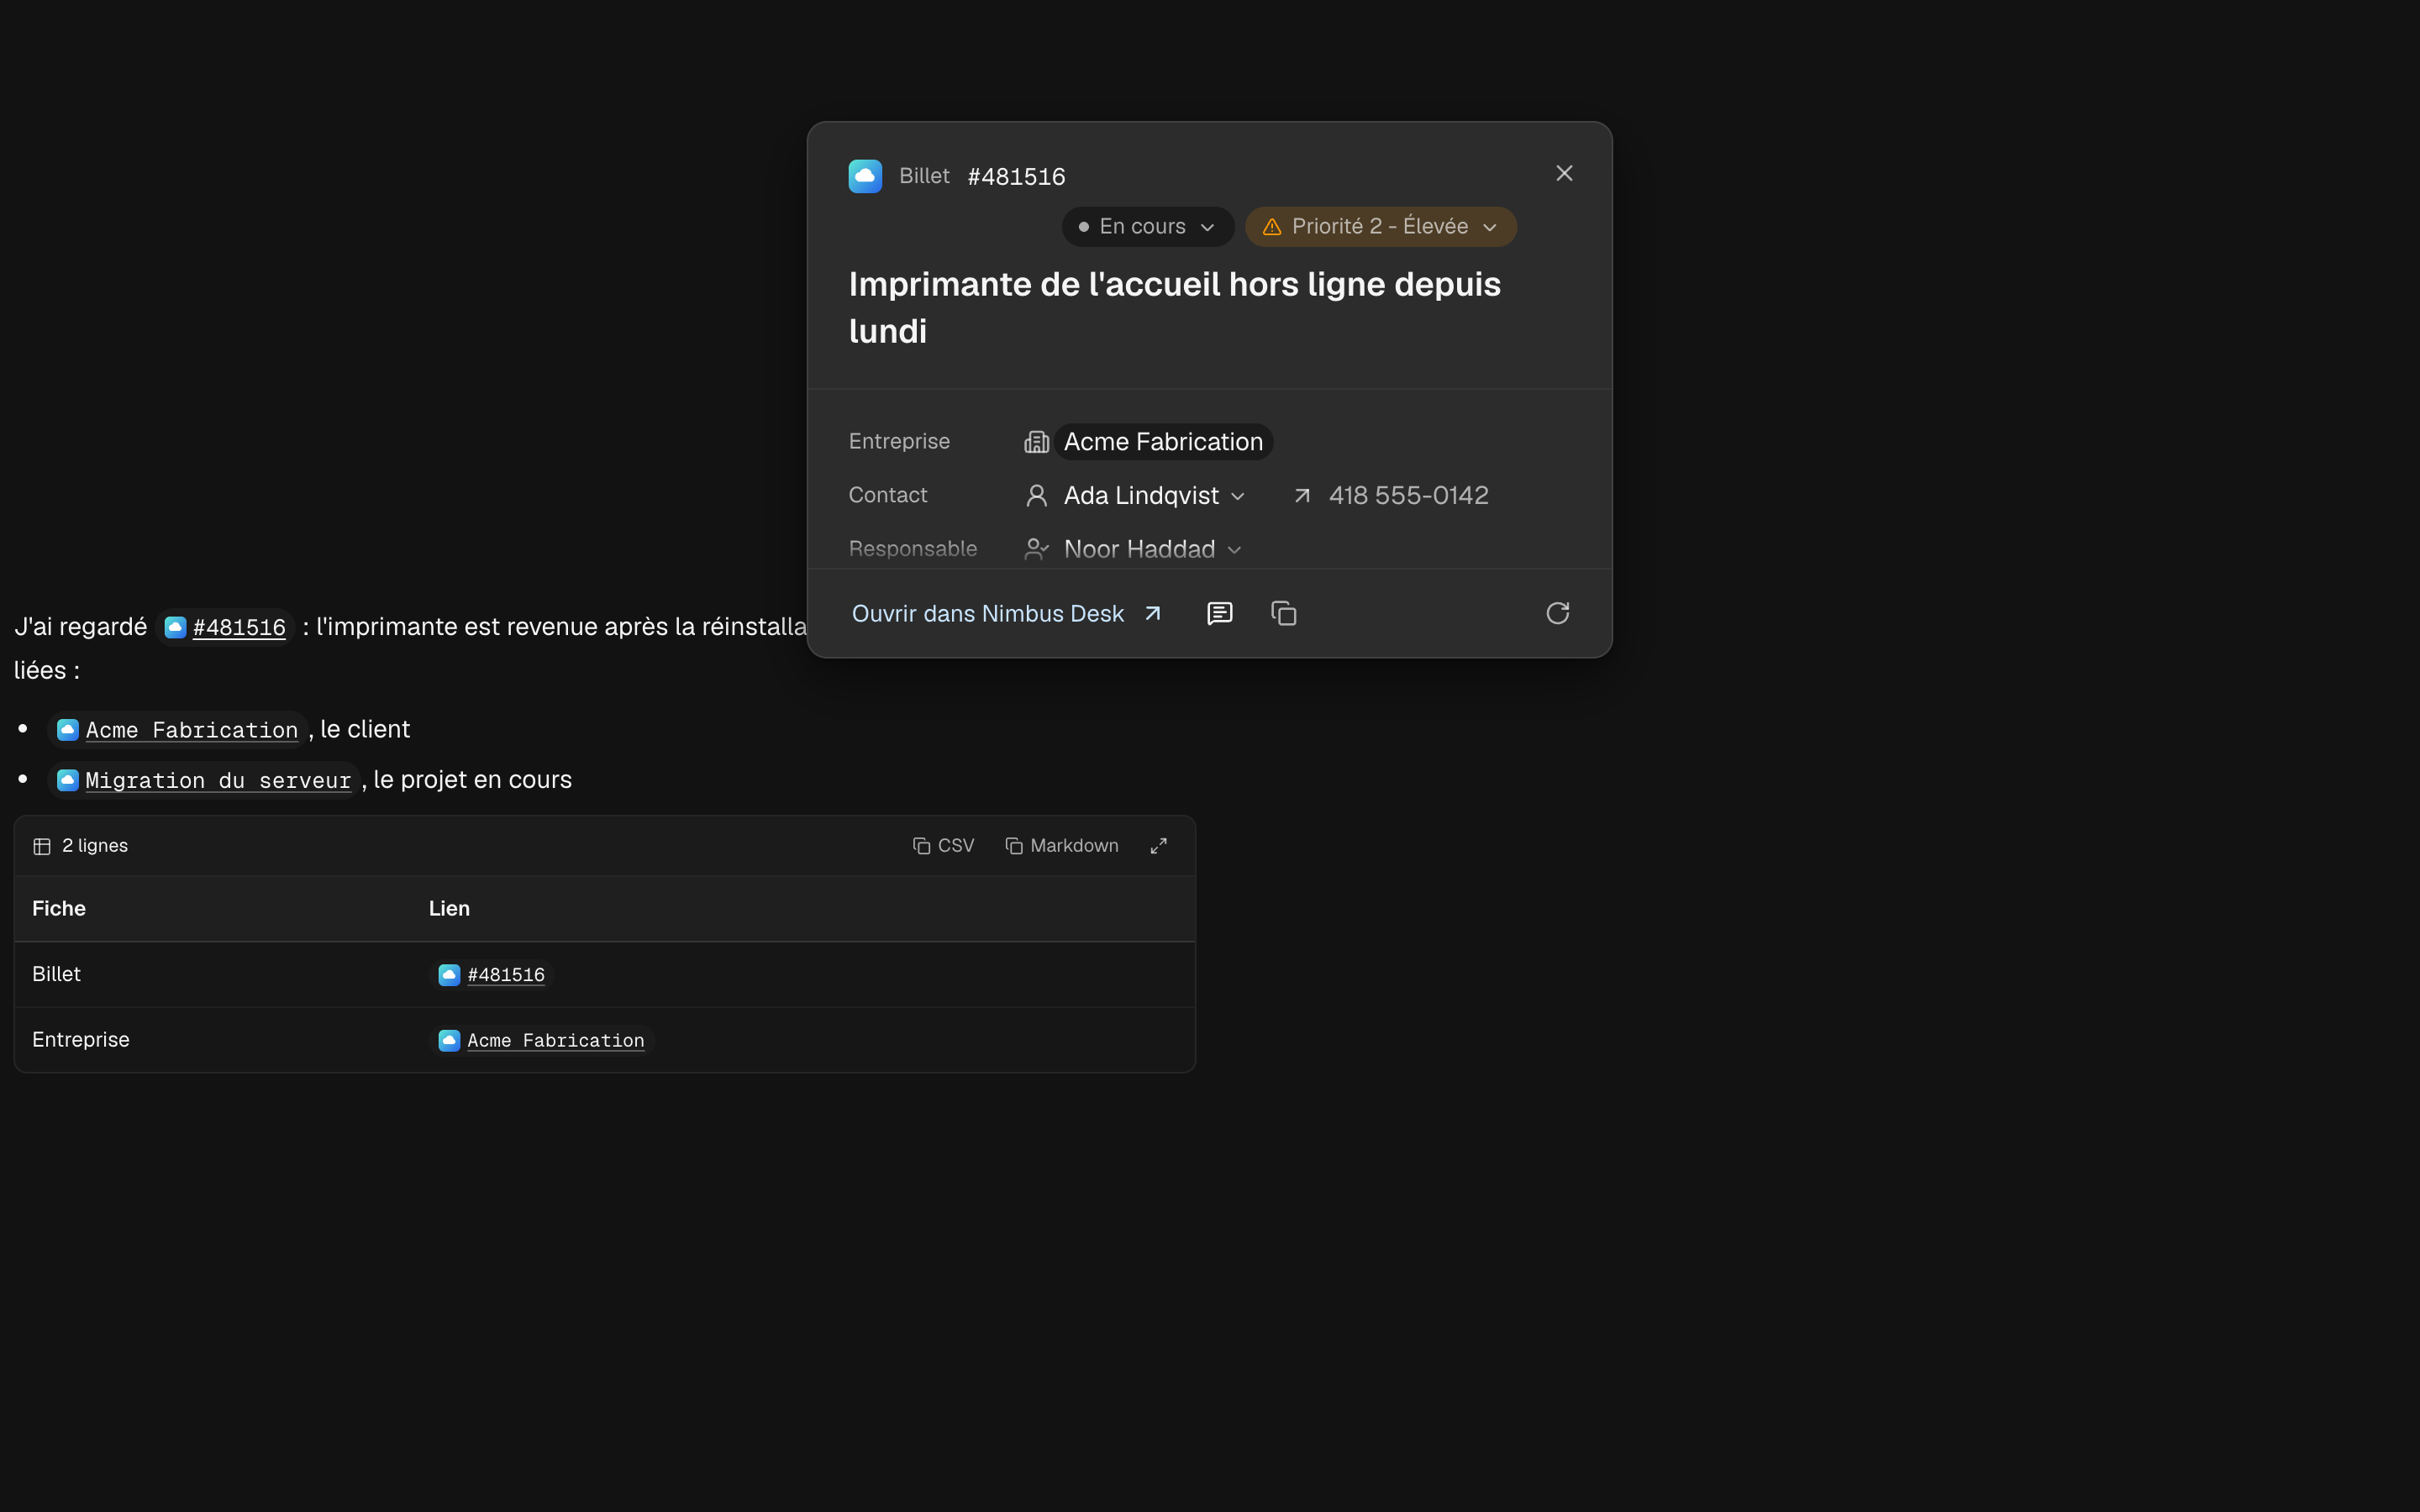 Billet #481516
En cours
Priorité 2 - Élevée
Imprimante de l'accueil hors ligne depuis
lundi
Entreprise Acme Fabrication
Contact Ada Lindqvist 418 555-0142
Responsable Noor Haddad
Ouvrir dans Nimbus Desk
J'ai regardé #481516 : l'imprimante est revenue après la
liées :
• Acme Fabrication, le client
• Migration du serveur, le projet en cours
2 lignes CSV Markdown
Fiche Lien
Billet #481516
Entreprise Acme Fabrication